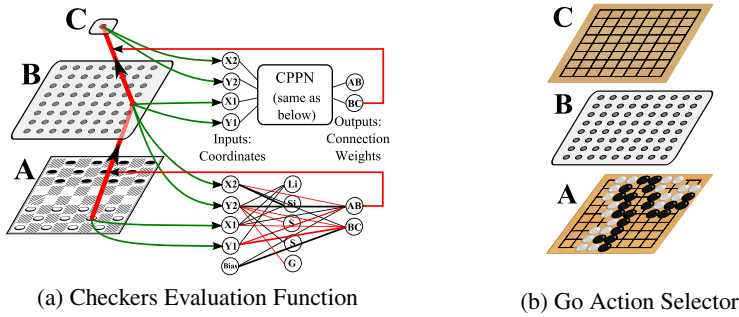 C
B
A
X2
Y2
X1
Y1
CPPN
(same as
below)
AB
BC
Inputs:
Coordinates
Outputs:
Connection
Weights
X2
Y2
X1
Y1
Bias
Li
Si
S
S
G
AB
BC
(a) Checkers Evaluation Function
C
B
A
(b) Go Action Selector